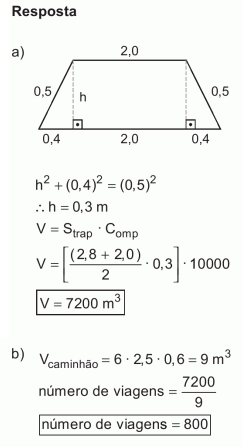 Resposta
a)
2,0
0,5
h
0,5
0,4
2,0
0,4
h² + (0,4)² = (0,5)²
∴ h = 0,3 m
V = S_trap · C_omp
V = [(2,8 + 2,0)/2 · 0,3] · 10000
V = 7200 m³
b) V_caminhão = 6 · 2,5 · 0,6 = 9 m³
número de viagens = 7200/9
número de viagens = 800